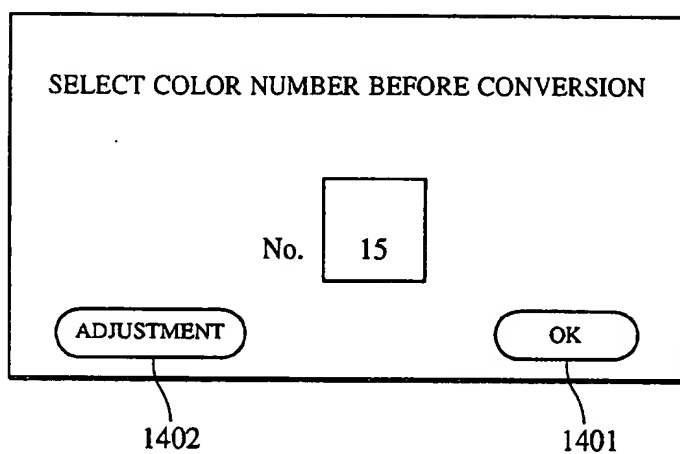 SELECT COLOR NUMBER BEFORE CONVERSION
No. 15
ADJUSTMENT OK
1402 1401